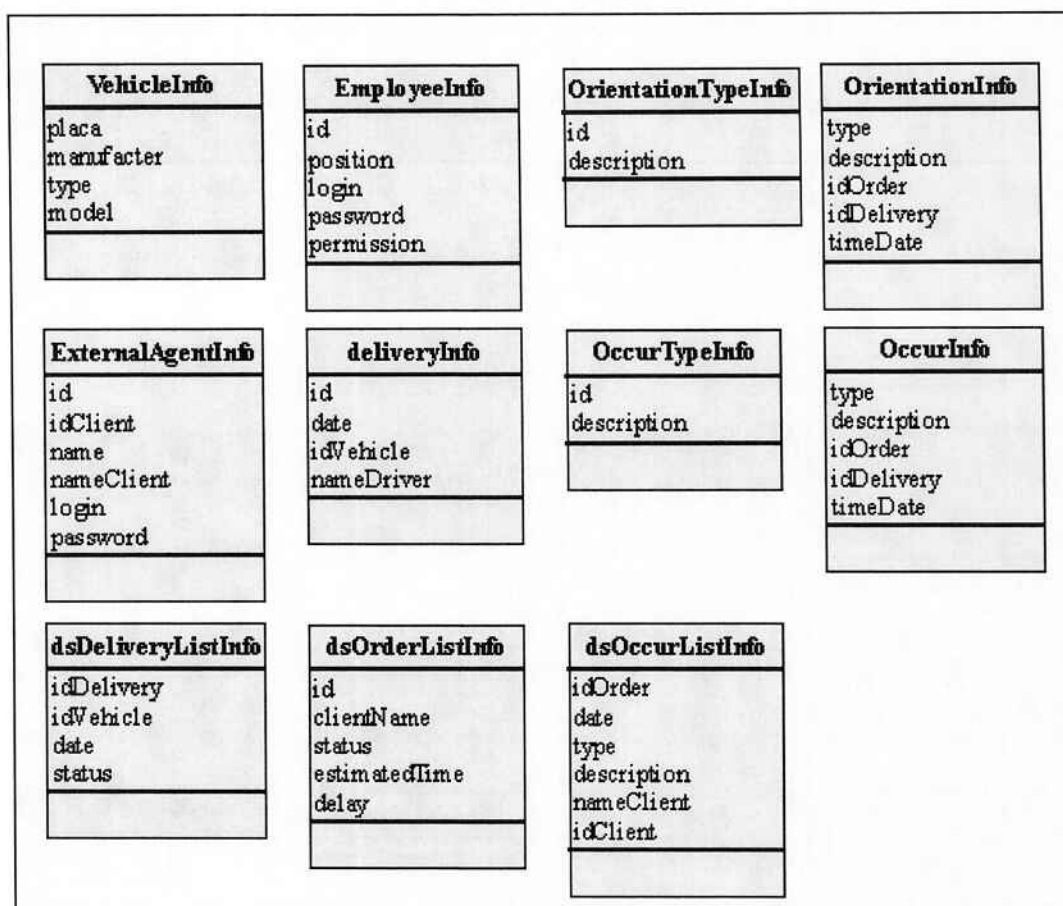 VehicleInfo
placa
manufacter
type
model
EmployeeInfo
id
position
login
password
permission
OrientationTypeInfo
id
description
OrientationInfo
type
description
idOrder
idDelivery
timeDate
ExternalAgentInfo
id
idClient
name
nameClient
login
password
deliveryInfo
id
date
idVehicle
nameDriver
OccurTypeInfo
id
description
OccurInfo
type
description
idOrder
idDelivery
timeDate
dsDeliveryListInfo
idDelivery
idVehicle
date
status
dsOrderListInfo
id
clientName
status
estimatedTime
delay
dsOccurListInfo
idOrder
date
type
description
nameClient
idClient